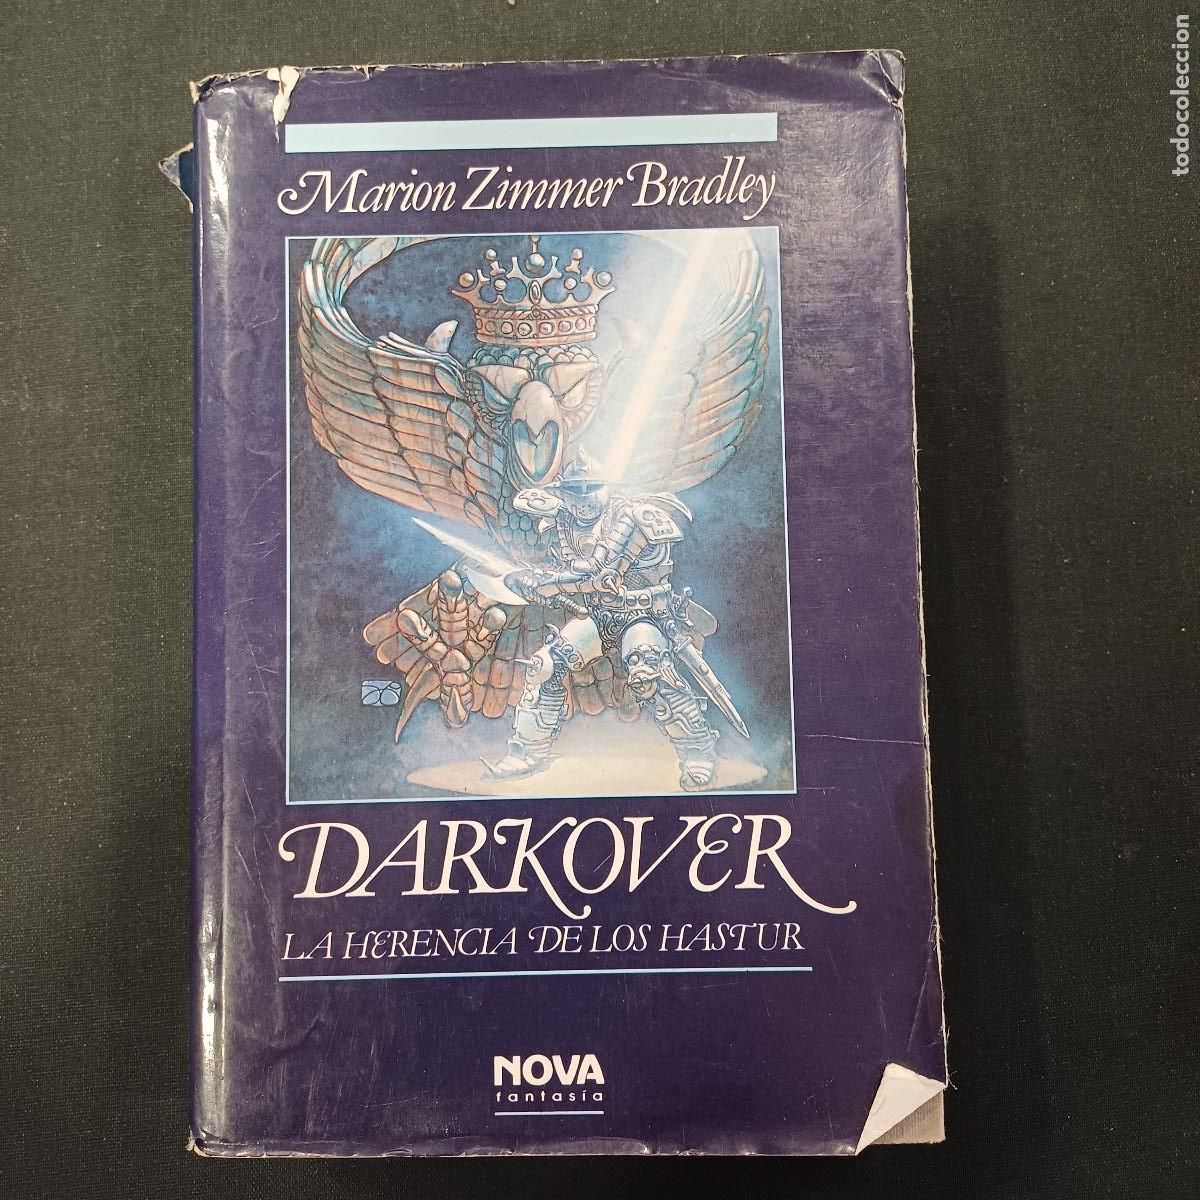 Marion Zimmer Bradley
DARKOVER
LA HERENCIA DE LOS HASTUR
NOVA
fantasía
todocoleccion